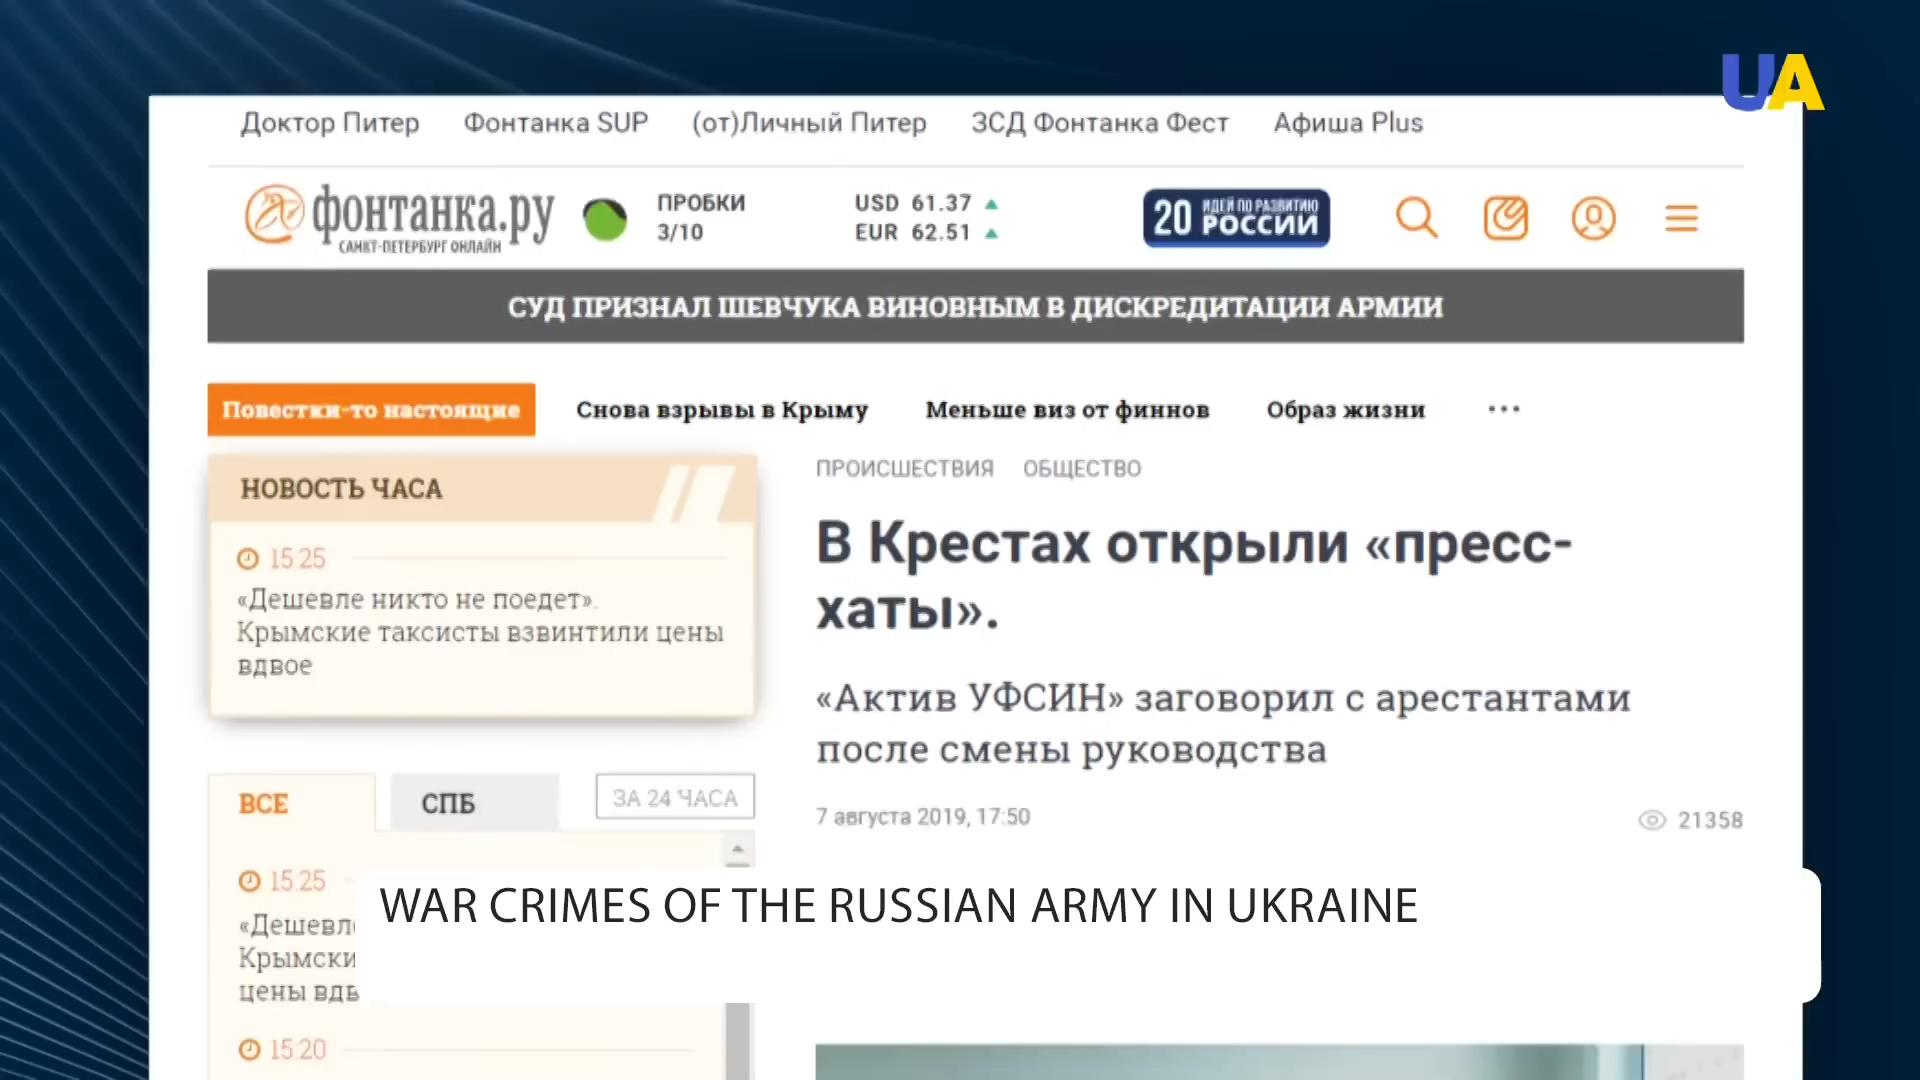 UA
Доктор Питер Фонтанка SUP (от)Личный Питер ЗСД Фонтанка Фест Афиша Plus
фонтанка.ру
САНКТ-ПЕТЕРБУРГ ОНЛАЙН
ПРОБКИ
3/10
USD 61.37
EUR 62.51
20 ИДЕЙ ПО РАЗВИТИЮ
РОССИИ
СУД ПРИЗНАЛ ШЕВЧУКА ВИНОВНЫМ В ДИСКРЕДИТАЦИИ АРМИИ
Повестки-то настоящие Снова взрывы в Крыму Меньше виз от финнов Образ жизни ...
НОВОСТЬ ЧАСА
15:25
«Дешевле никто не поедет».
Крымские таксисты взвинтили цены
вдвое
ВСЕ СПБ ЗА 24 ЧАСА
15:25
«Дешевл
Крымски
цены вдв
15:20
ПРОИСШЕСТВИЯ ОБЩЕСТВО
В Крестах открыли «пресс-
хаты».
«Актив УФСИН» заговорил с арестантами
после смены руководства
7 августа 2019, 17:50
21358
WAR CRIMES OF THE RUSSIAN ARMY IN UKRAINE